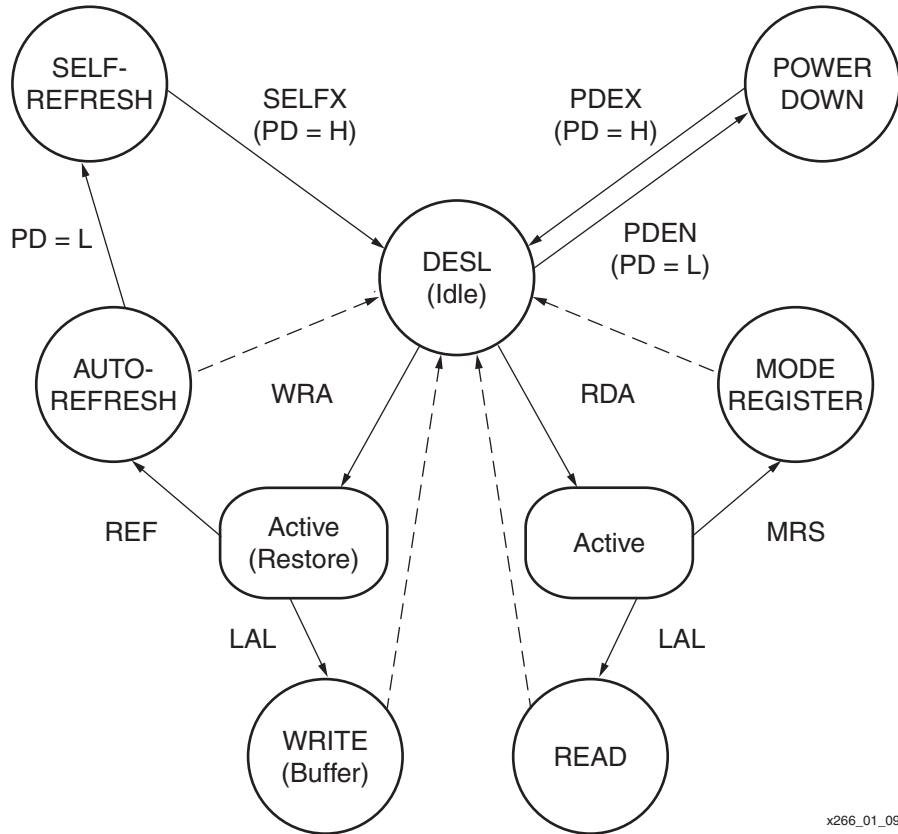 SELF-
REFRESH
SELFX
(PD = H)
PDEX
(PD = H)
POWER
DOWN
PD = L
DESL
(Idle)
PDEN
(PD = L)
AUTO-
REFRESH
WRA
RDA
MODE
REGISTER
REF
Active
(Restore)
Active
MRS
LAL
LAL
WRITE
(Buffer)
READ
x266_01_09